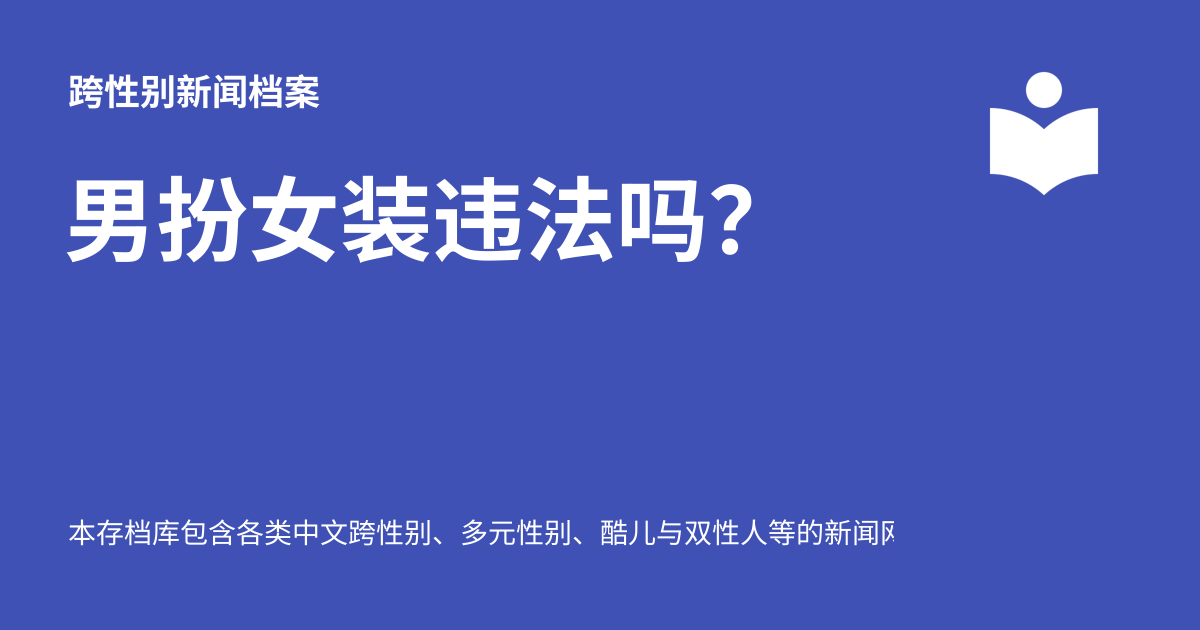 跨性别新闻档案
男扮女装违法吗？
本存档库包含各类中文跨性别、多元性别、酷儿与双性人等的新闻